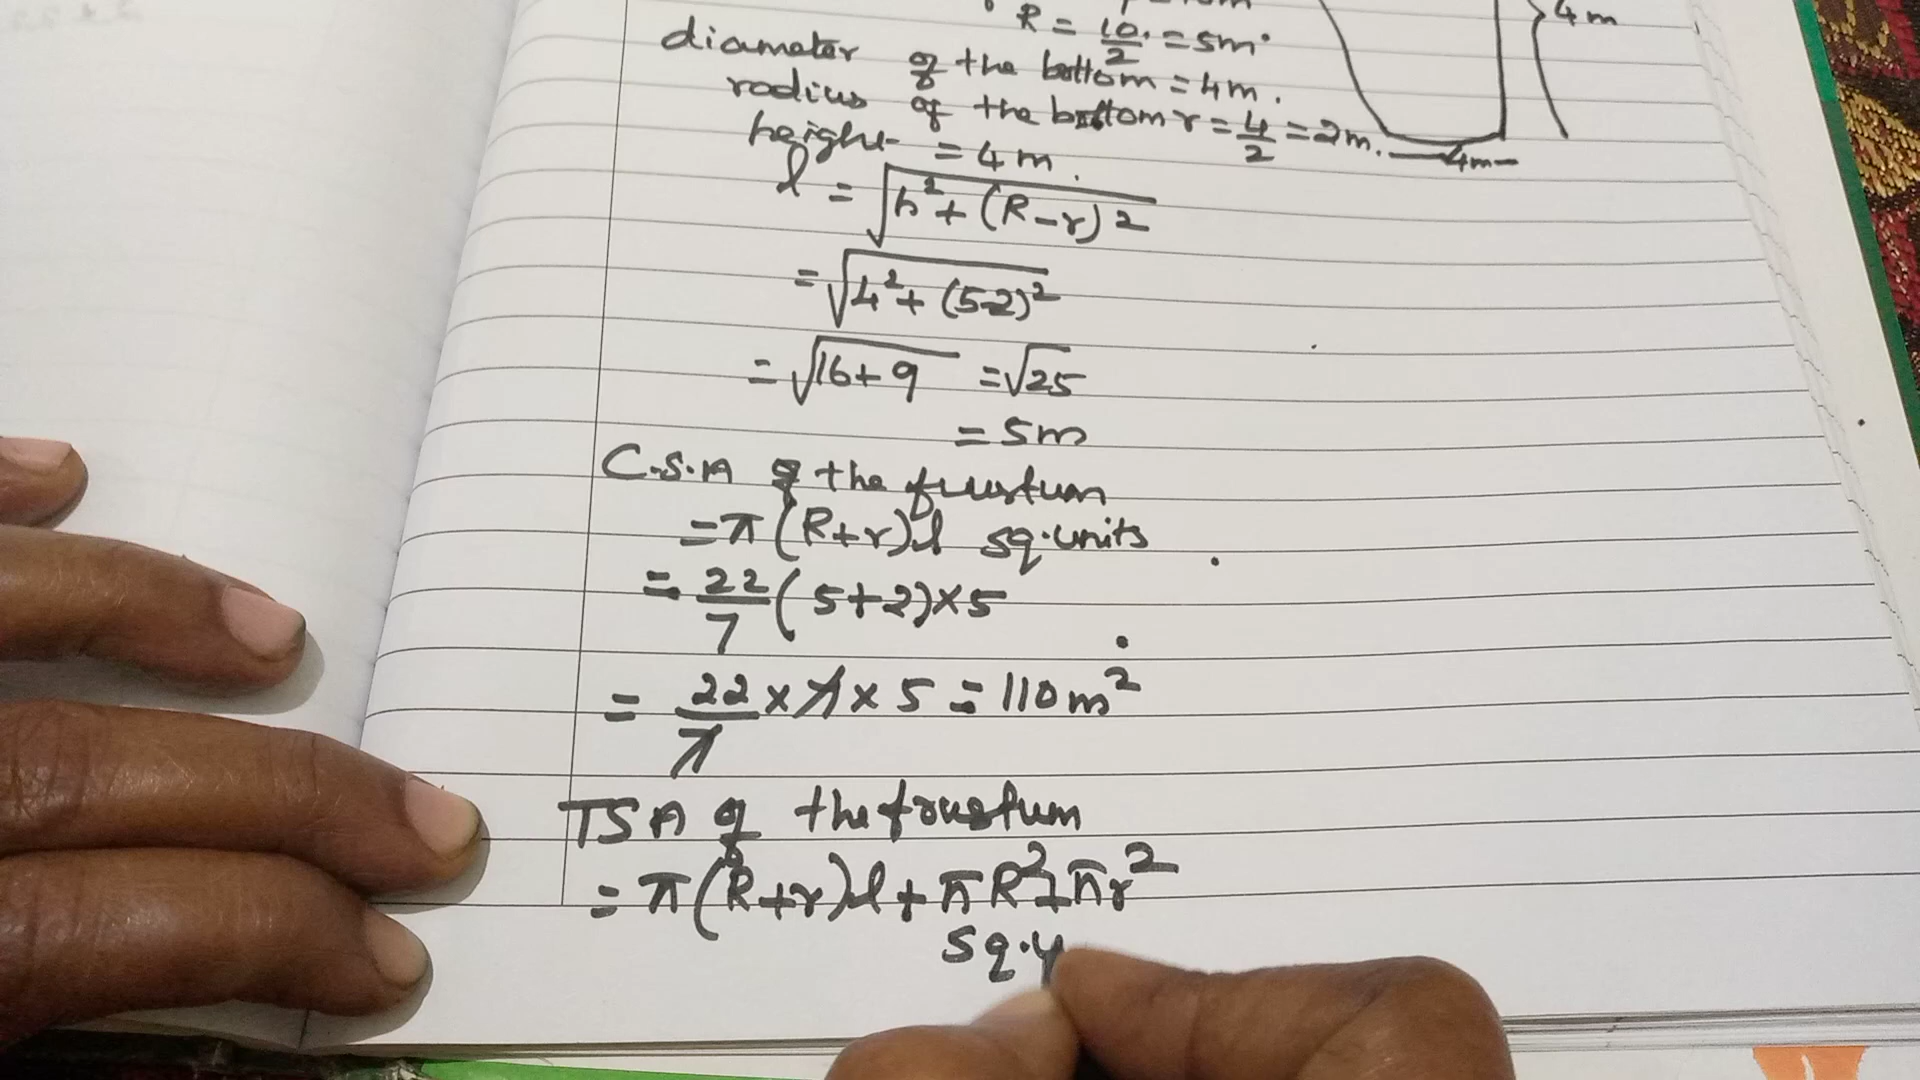 4m
R = 10/2 = 5m
diameter of the bottom = 4m.
radius of the bottom r = 4/2 = 2m.
4m
height = 4m.
l = √h²+(R-r)²
= √4²+(5-2)²
= √16+9 = √25
= 5m
C.S.A of the frustum
= π(R+r)l sq.units
= 22/7 (5+2)×5
= 22/7 × 7 × 5 = 110m²
TSA of the frustum
= π(R+r)l + πR²+πr²
sq.u